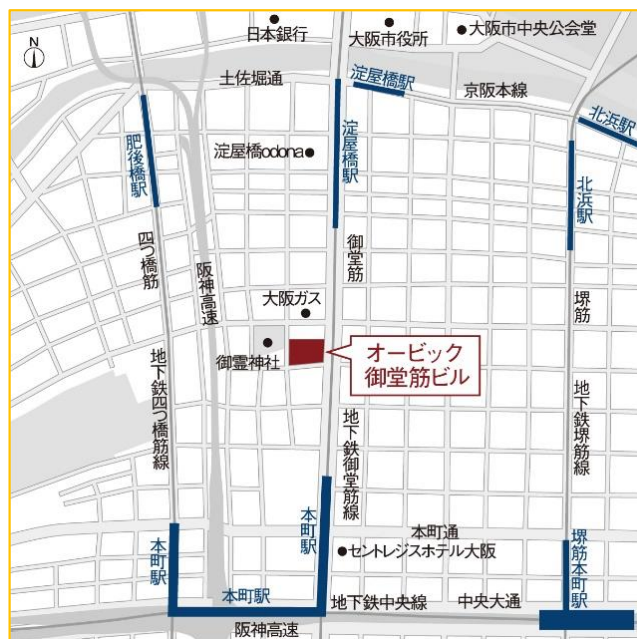 日本銀行
大阪市役所
大阪市中央公会堂
N
土佐堀通
淀屋橋駅
京阪本線
北浜駅
肥後橋駅
淀屋橋odona
淀屋橋駅
北浜駅
四つ橋筋
阪神高速
御堂筋
堺筋
大阪ガス
御霊神社
オービック
御堂筋ビル
地下鉄四つ橋筋線
地下鉄御堂筋線
地下鉄堺筋線
本町駅
本町駅
本町通
セントレジスホテル大阪
堺筋本町駅
本町駅
地下鉄中央線
中央大通
阪神高速